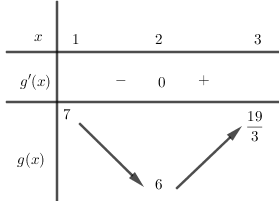 x 1 2 3
g'(x) − 0 +
7 19/3
g(x) 6